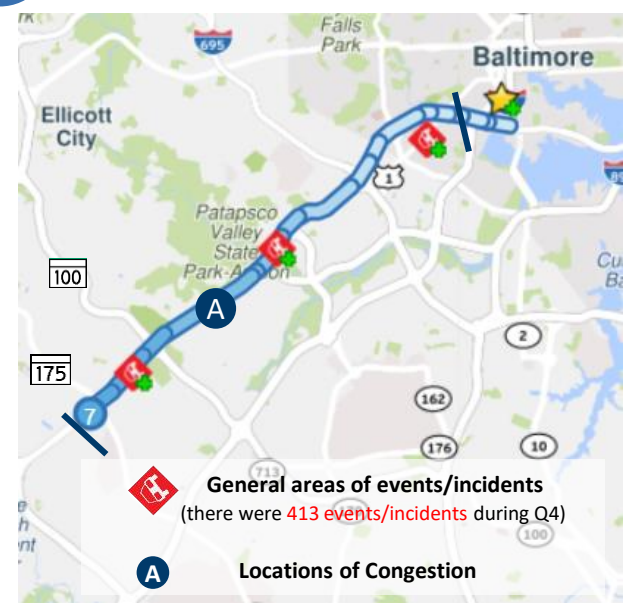 Falls
Park
695
Baltimore
Ellicott
City
1
Patapsco
Valley
State
Park-A
on
100
A
2
175
7
162
176
10
713
General areas of events/incidents
(there were 413 events/incidents during Q4)
100
A
Locations of Congestion